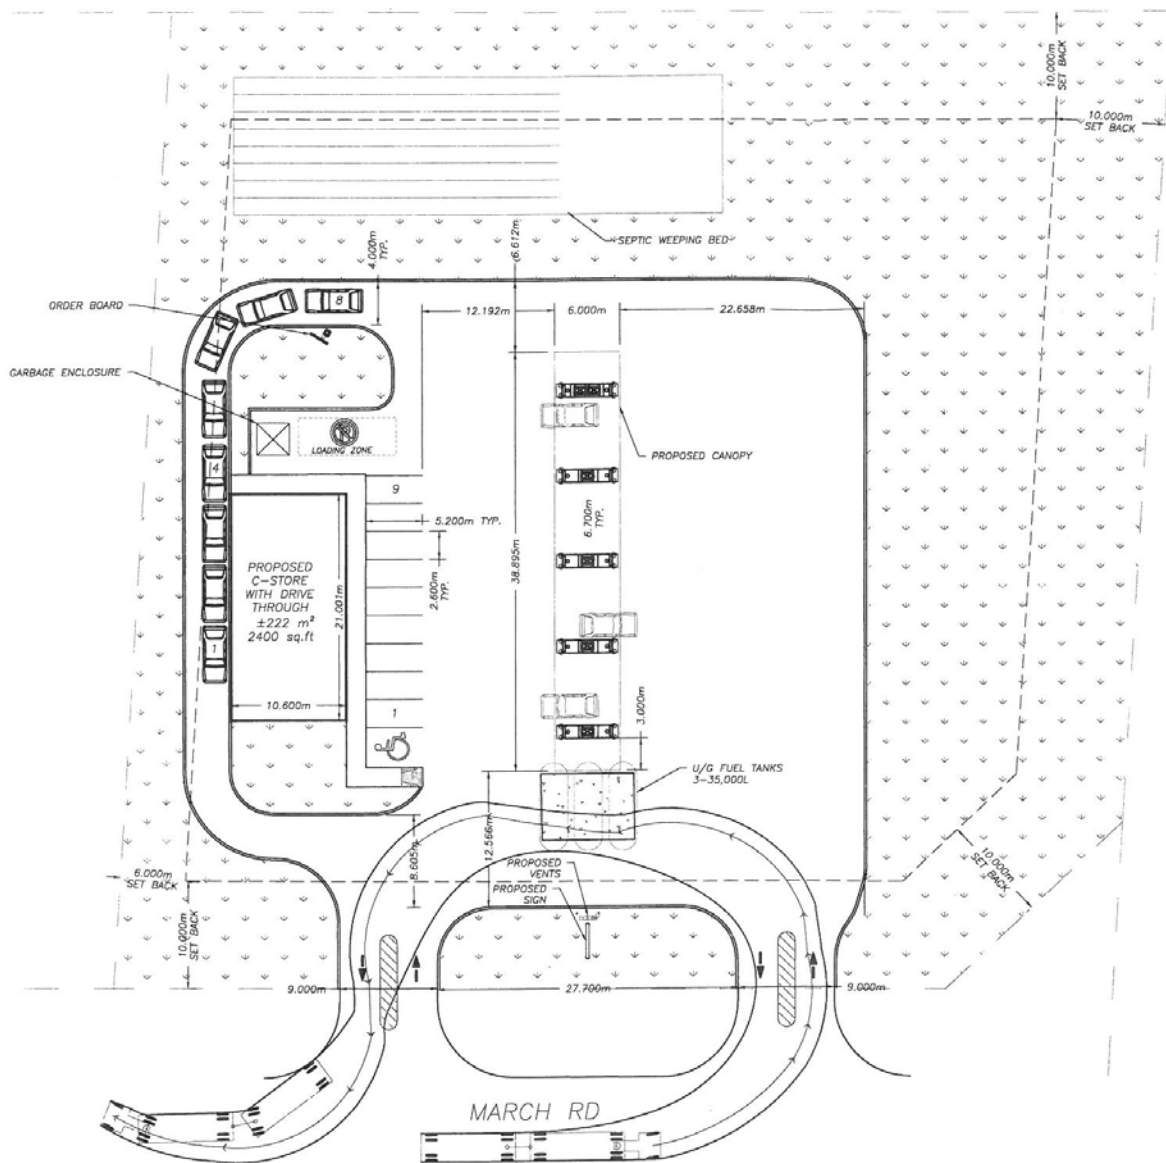 10.000m
SET BACK
10.000m
SET BACK
SEPTIC WEEPING BED
6.612m
4.000m
TYP.
ORDER BOARD
8
12.192m
6.000m
22.658m
GARBAGE ENCLOSURE
LOADING ZONE
PROPOSED CANOPY
4
9
5.200m TYP.
6.700m
TYP.
38.895m
2.600m
TYP.
PROPOSED
C-STORE
WITH DRIVE
THROUGH
±222 m²
2400 sq.ft
21.001m
1
10.600m
1
3.000m
U/G FUEL TANKS
3-35,000L
12.566m
8.605m
PROPOSED
VENTS
PROPOSED
SIGN
6.000m
SET BACK
10.000m
SET BACK
10.000m
SET BACK
9.000m
27.700m
9.000m
MARCH RD